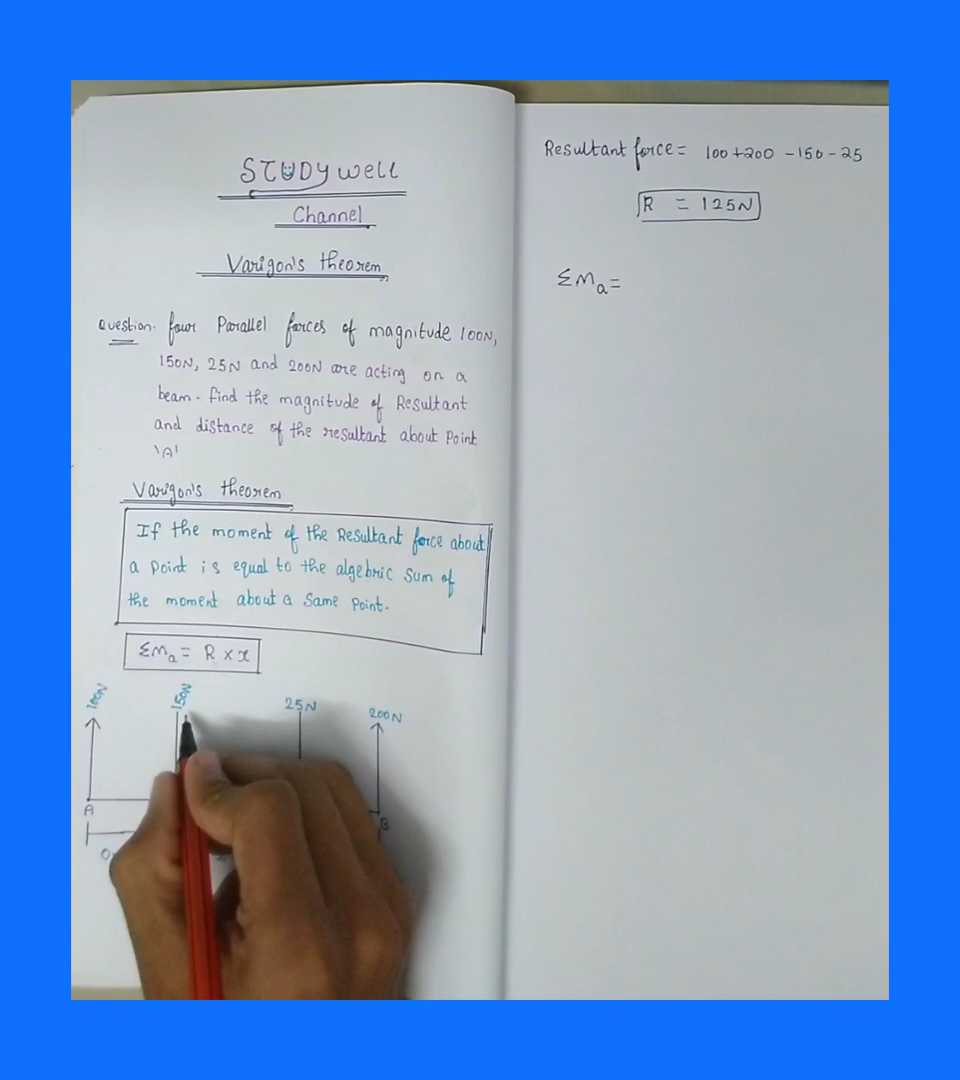 STUDY well
Channel
Varigon's theorem
Question. four Parallel forces of magnitude 100N,
150N, 25N and 200N are acting on a
beam. find the magnitude of Resultant
and distance of the resultant about Point
'A'
Varigon's theorem
If the moment of the Resultant force about
a point is equal to the algebric sum of
the moment about a same point.
ΣMa = R × x
100N 150N 25N 200N
A B
Resultant force = 100+200 -150-25
R = 125N
ΣMa =